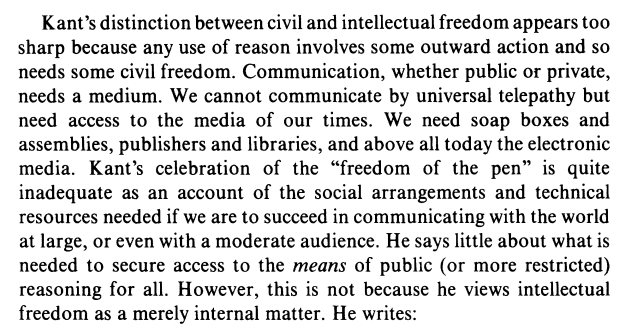 Kant's distinction between civil and intellectual freedom appears too
sharp because any use of reason involves some outward action and so
needs some civil freedom. Communication, whether public or private,
needs a medium. We cannot communicate by universal telepathy but
need access to the media of our times. We need soap boxes and
assemblies, publishers and libraries, and above all today the electronic
media. Kant's celebration of the “freedom of the pen” is quite
inadequate as an account of the social arrangements and technical
resources needed if we are to succeed in communicating with the world
at large, or even with a moderate audience. He says little about what is
needed to secure access to the means of public (or more restricted)
reasoning for all. However, this is not because he views intellectual
freedom as a merely internal matter. He writes: